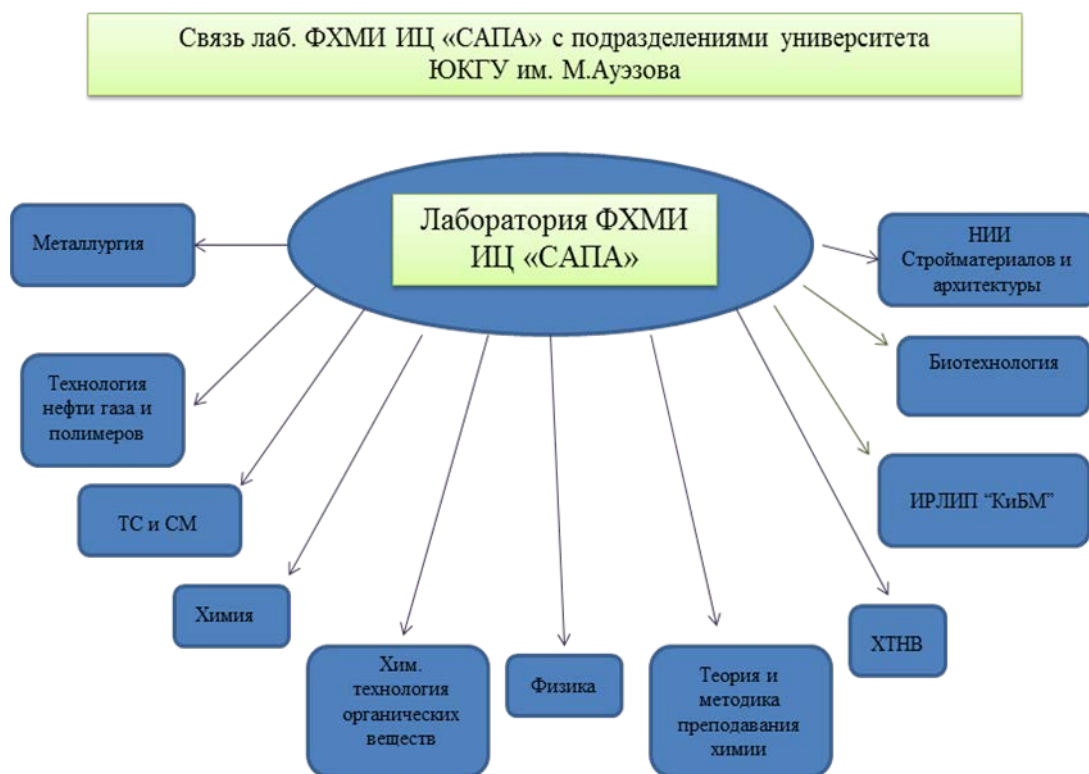 Связь лаб. ФХМИ ИЦ «САПА» с подразделениями университета
ЮКГУ им. М.Ауэзова
Лаборатория ФХМИ
ИЦ «САПА»
Металлургия
НИИ
Стройматериалов и
архитектуры
Технология
нефти газа и
полимеров
Биотехнология
ТС и СМ
ИРЛИП “КиБМ”
Химия
ХТНВ
Хим.
технология
органических
веществ
Физика
Теория и
методика
преподавания
химии